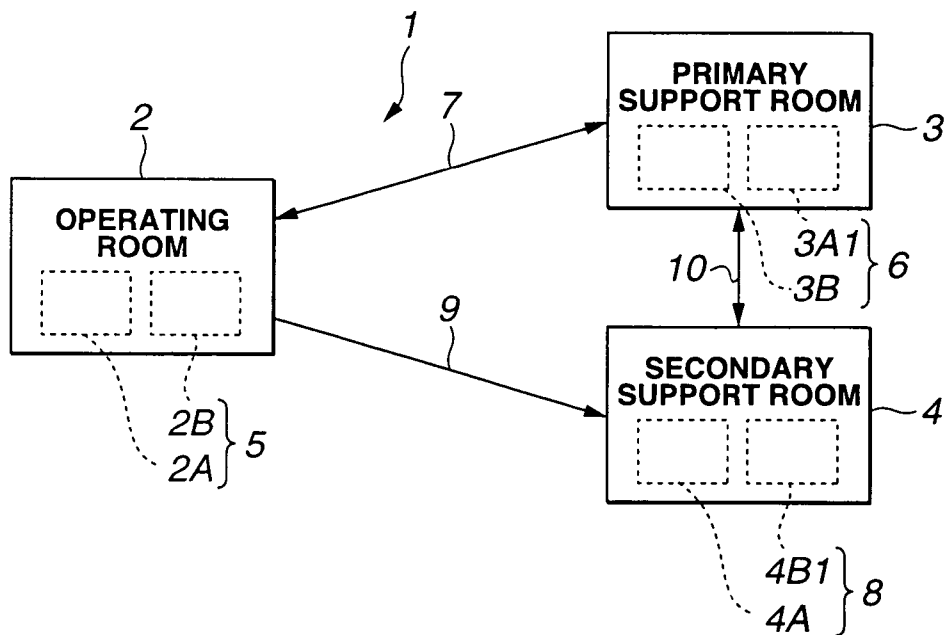 1
PRIMARY
SUPPORT ROOM
3
7
2
OPERATING
ROOM
3A1
3B
6
10
9
SECONDARY
SUPPORT ROOM
4
2B
2A
5
4B1
4A
8